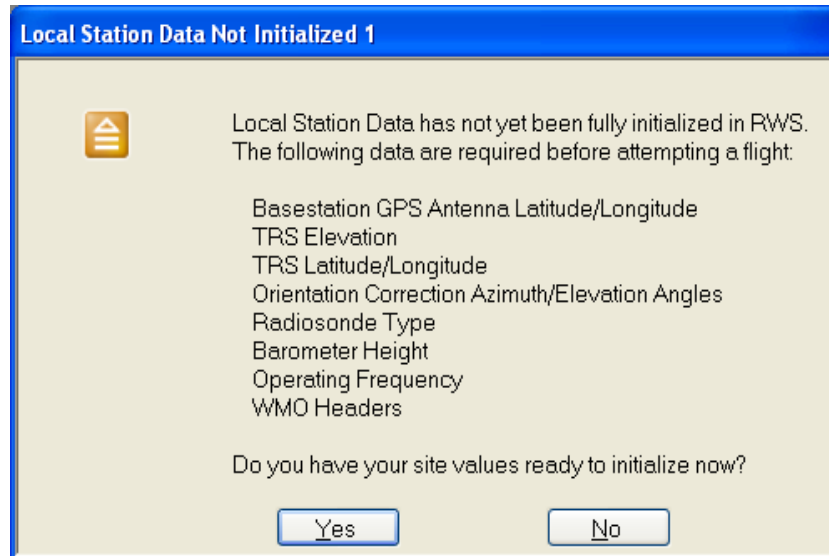 Local Station Data Not Initialized 1
Local Station Data has not yet been fully initialized in RWS.
The following data are required before attempting a flight:
Basestation GPS Antenna Latitude/Longitude
TRS Elevation
TRS Latitude/Longitude
Orientation Correction Azimuth/Elevation Angles
Radiosonde Type
Barometer Height
Operating Frequency
WMO Headers
Do you have your site values ready to initialize now?
Yes
No